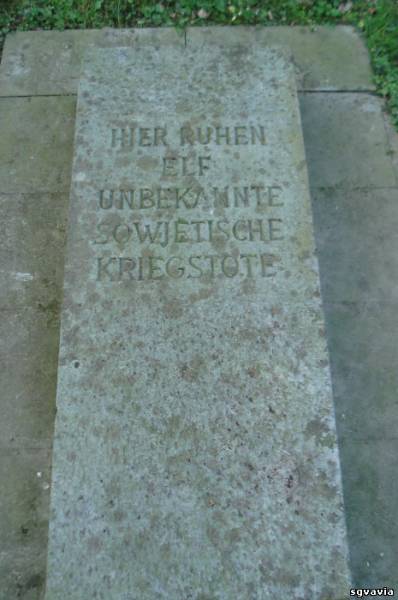 HIER RUHEN
ELF
UNBEKANNTE
SOWJETISCHE
KRIEGSTOTE
sgvavia